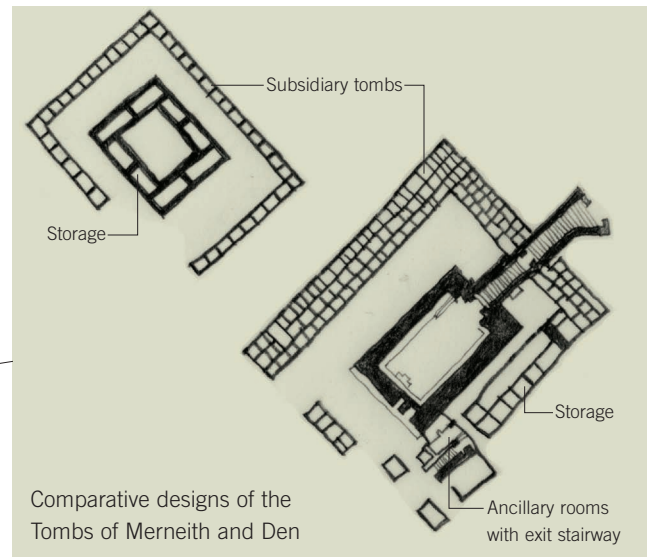 Subsidiary tombs
Storage
Storage
Ancillary rooms
with exit stairway
Comparative designs of the
Tombs of Merneith and Den